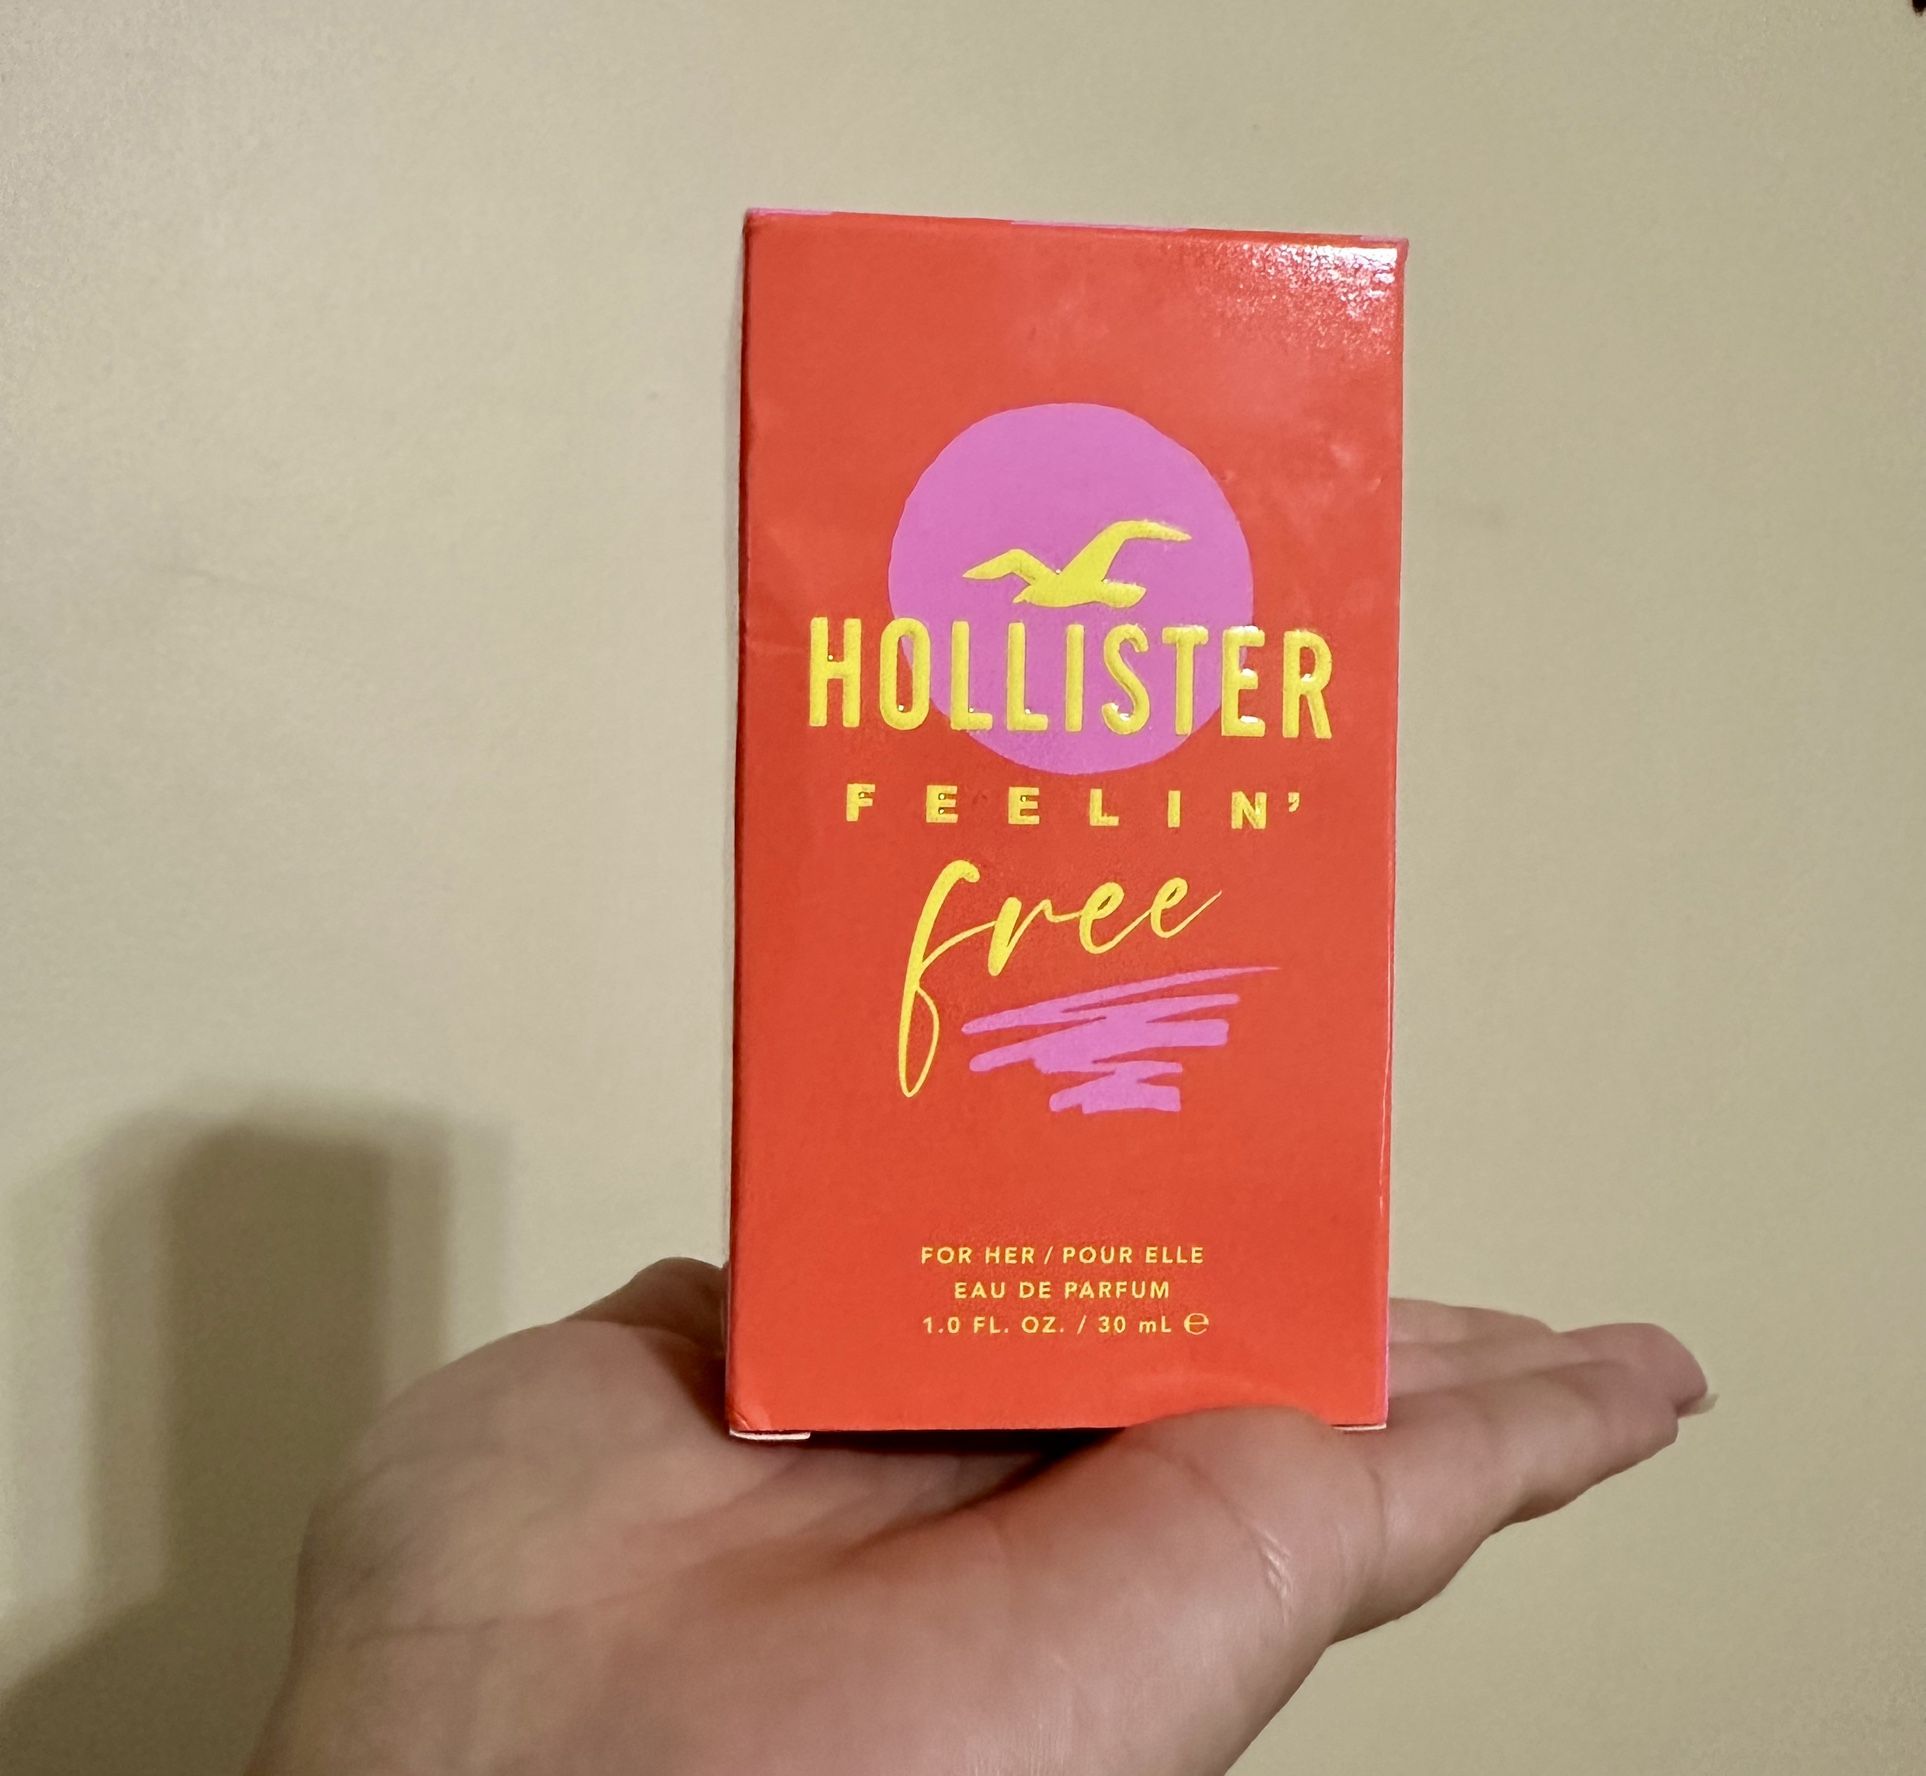 HOLLISTER
FEELIN'
free
FOR HER / POUR ELLE
EAU DE PARFUM
1.0 FL. OZ. / 30 mL ℮